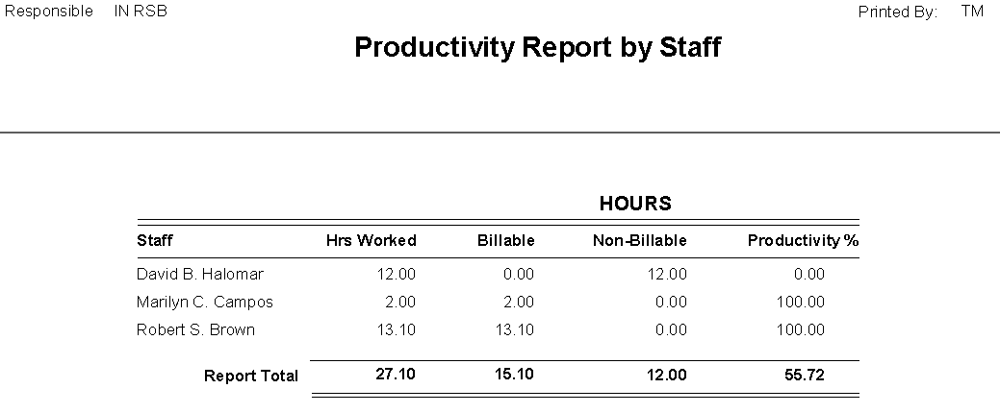 Responsible IN RSB Printed By: TM
Productivity Report by Staff
HOURS
Staff Hrs Worked Billable Non-Billable Productivity %
David B. Halomar 12.00 0.00 12.00 0.00
Marilyn C. Campos 2.00 2.00 0.00 100.00
Robert S. Brown 13.10 13.10 0.00 100.00
Report Total 27.10 15.10 12.00 55.72